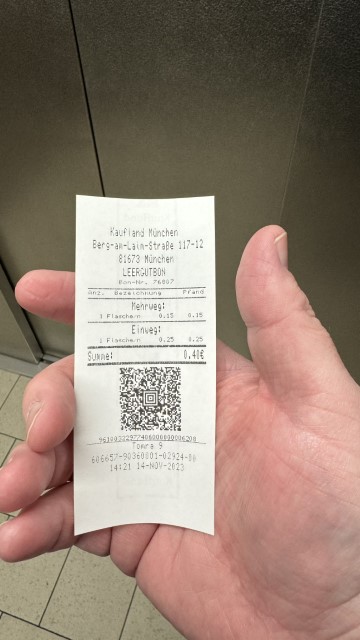 Kaufland München
Berg-am-Laim-Straße 117-12
81673 München
LEERGUTBON
Bon-Nr. 76807
Anz. Bezeichnung Pfand
Mehrweg:
1 Flasche/n 0.15 0.15
Einweg:
1 Flasche/n 0.25 0.25
Summe: 0.40€
Tomra 9
14:21 14-NOV-2023